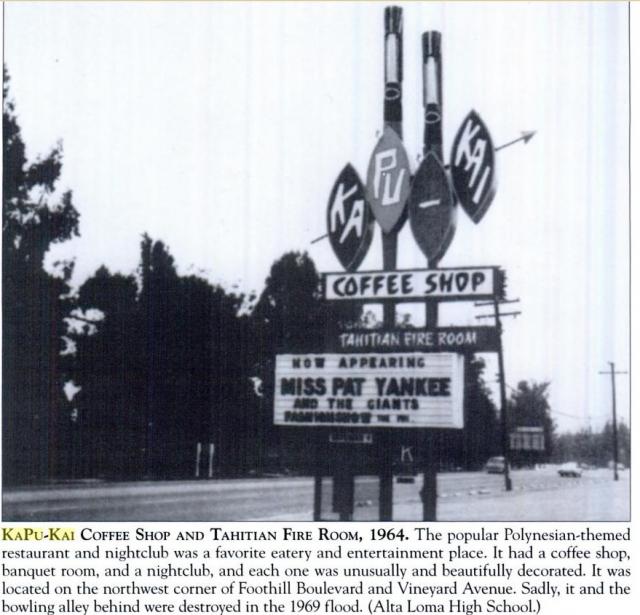 KA PU - KAI
COFFEE SHOP
TAHITIAN FIRE ROOM
NOW APPEARING
MISS PAT YANKEE
AND THE GIANTS
FASHION SHOW
K
KAPU-KAI COFFEE SHOP AND TAHITIAN FIRE ROOM, 1964. The popular Polynesian-themed
restaurant and nightclub was a favorite eatery and entertainment place. It had a coffee shop,
banquet room, and a nightclub, and each one was unusually and beautifully decorated. It was
located on the northwest corner of Foothill Boulevard and Vineyard Avenue. Sadly, it and the
bowling alley behind were destroyed in the 1969 flood. (Alta Loma High School.)